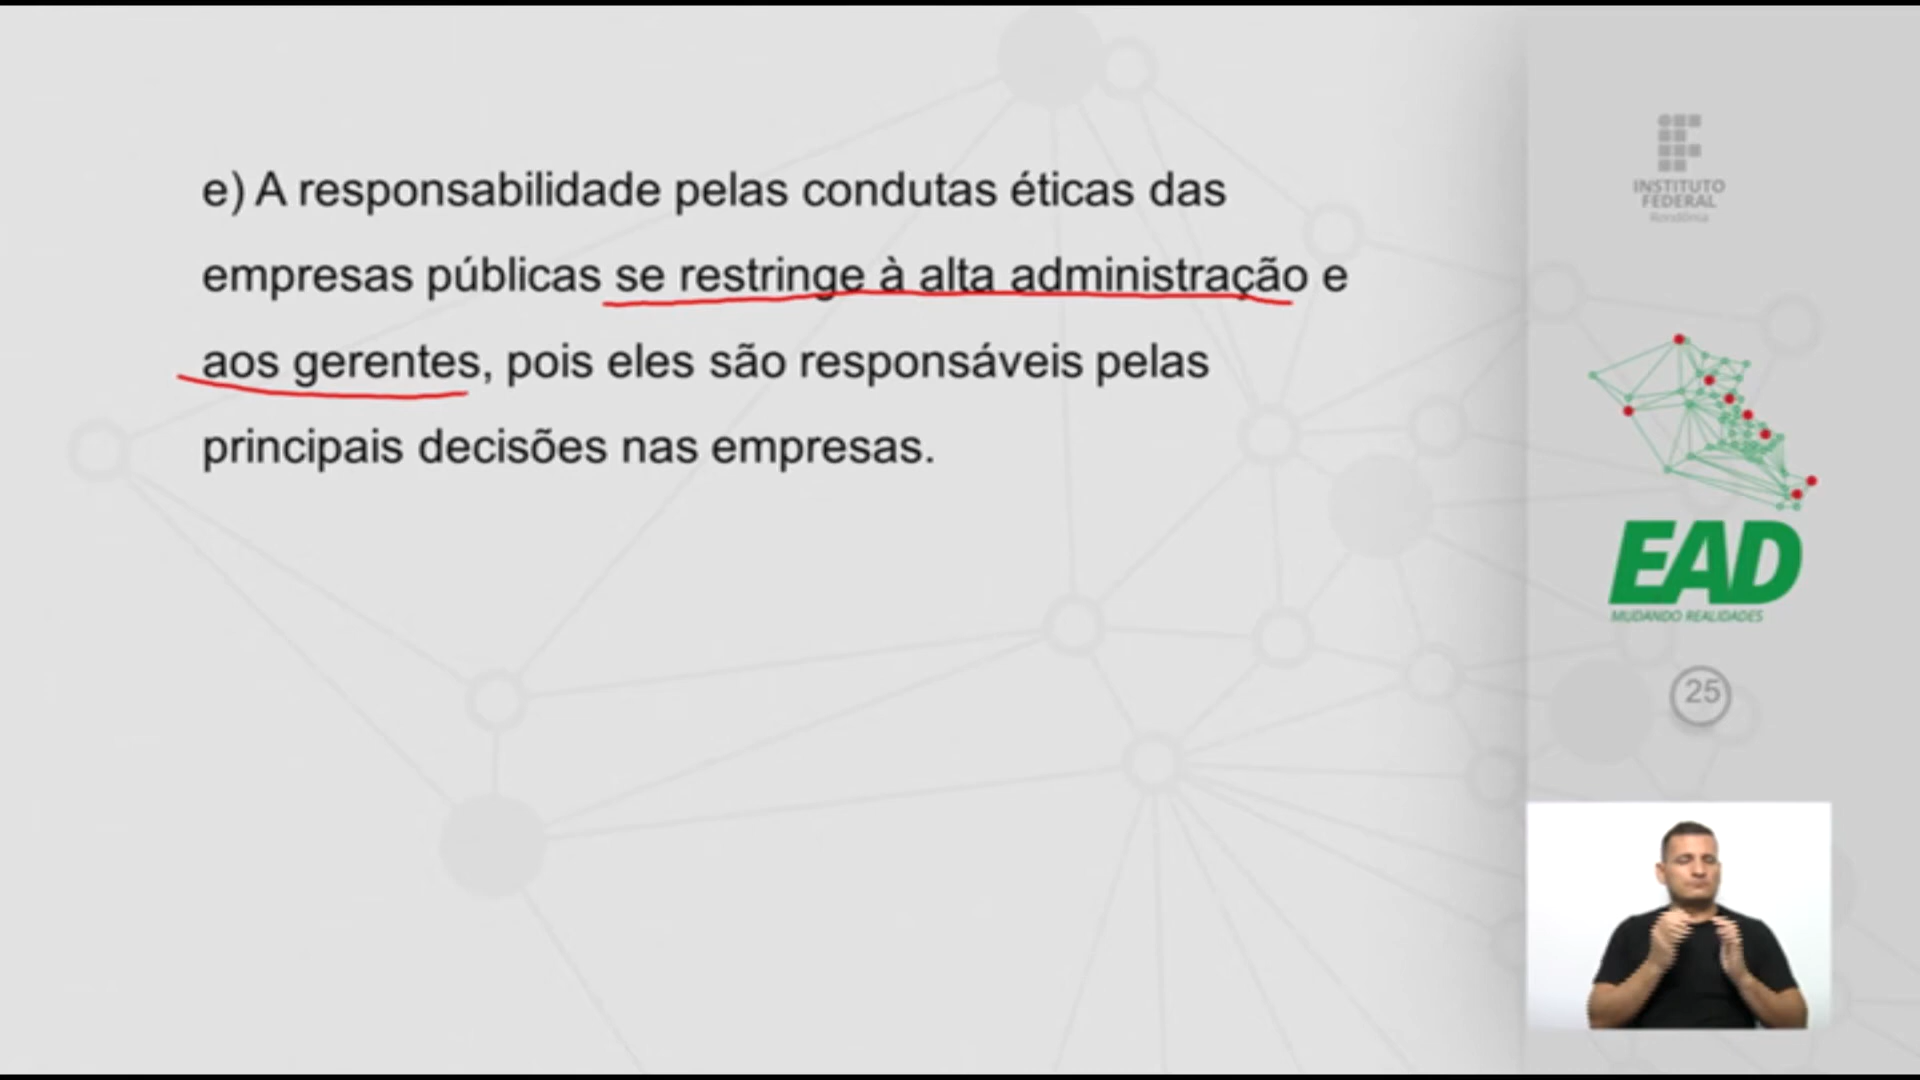 e) A responsabilidade pelas condutas éticas das
empresas públicas se restringe à alta administração e
aos gerentes, pois eles são responsáveis pelas
principais decisões nas empresas.
INSTITUTO
FEDERAL
Rondônia
EAD
MUDANDO REALIDADES
25